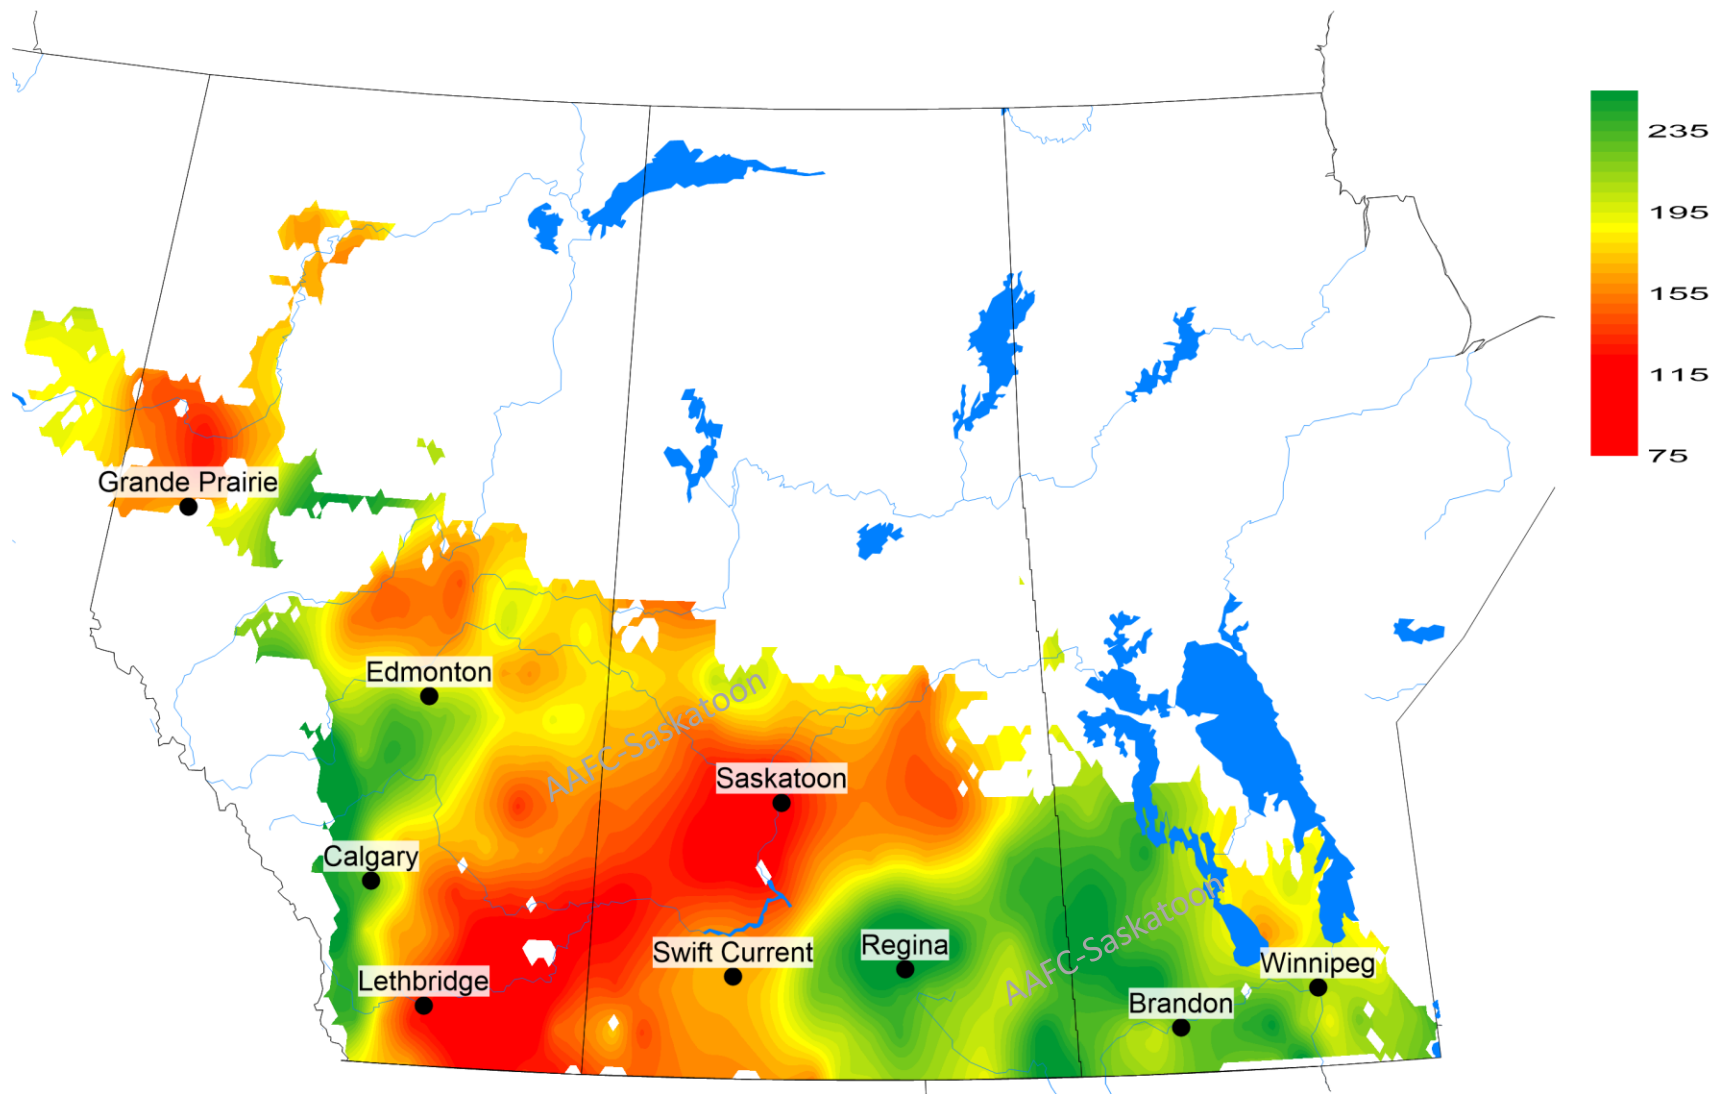 235
195
155
115
75
Grande Prairie
Edmonton
AAFC-Saskatoon
Saskatoon
Calgary
AAFC-Saskatoon
Swift Current
Regina
Winnipeg
Lethbridge
Brandon